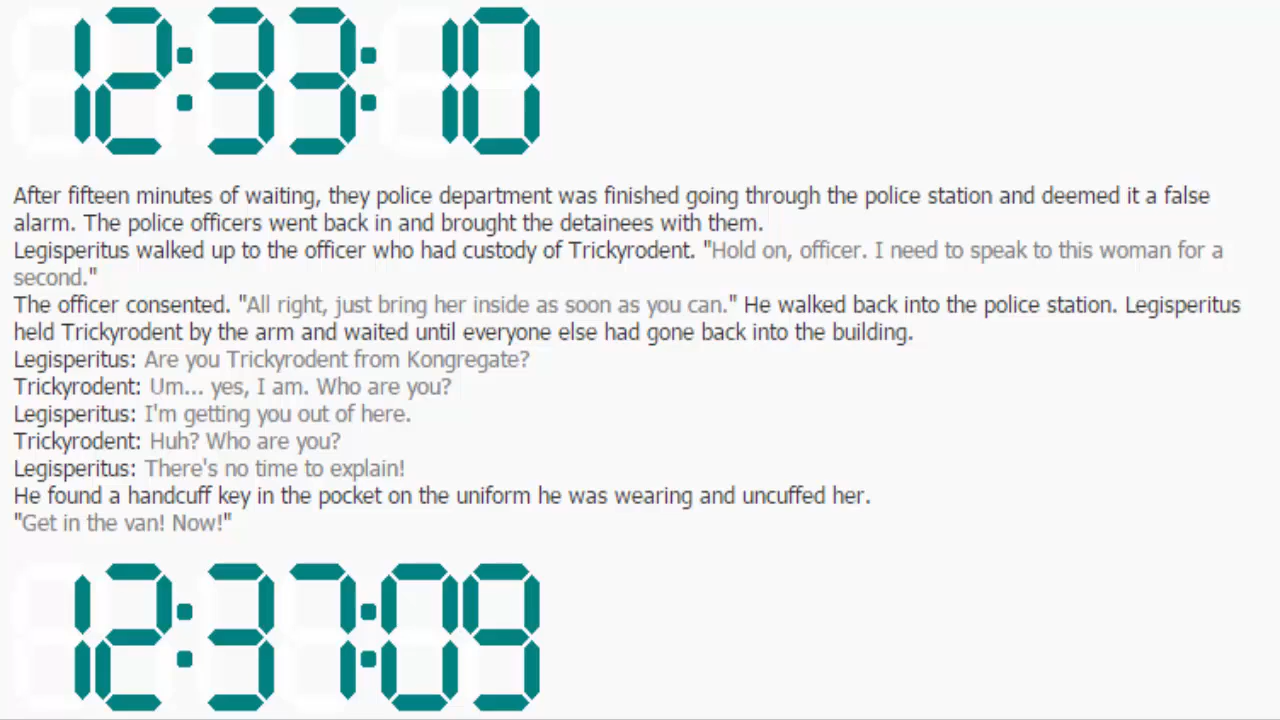 12:33:10
After fifteen minutes of waiting, they police department was finished going through the police station and deemed it a false
alarm. The police officers went back in and brought the detainees with them.
Legisperitus walked up to the officer who had custody of Trickyrodent. "Hold on, officer. I need to speak to this woman for a
second."
The officer consented. "All right, just bring her inside as soon as you can." He walked back into the police station. Legisperitus
held Trickyrodent by the arm and waited until everyone else had gone back into the building.
Legisperitus: Are you Trickyrodent from Kongregate?
Trickyrodent: Um... yes, I am. Who are you?
Legisperitus: I'm getting you out of here.
Trickyrodent: Huh? Who are you?
Legisperitus: There's no time to explain!
He found a handcuff key in the pocket on the uniform he was wearing and uncuffed her.
"Get in the van! Now!"
12:37:09